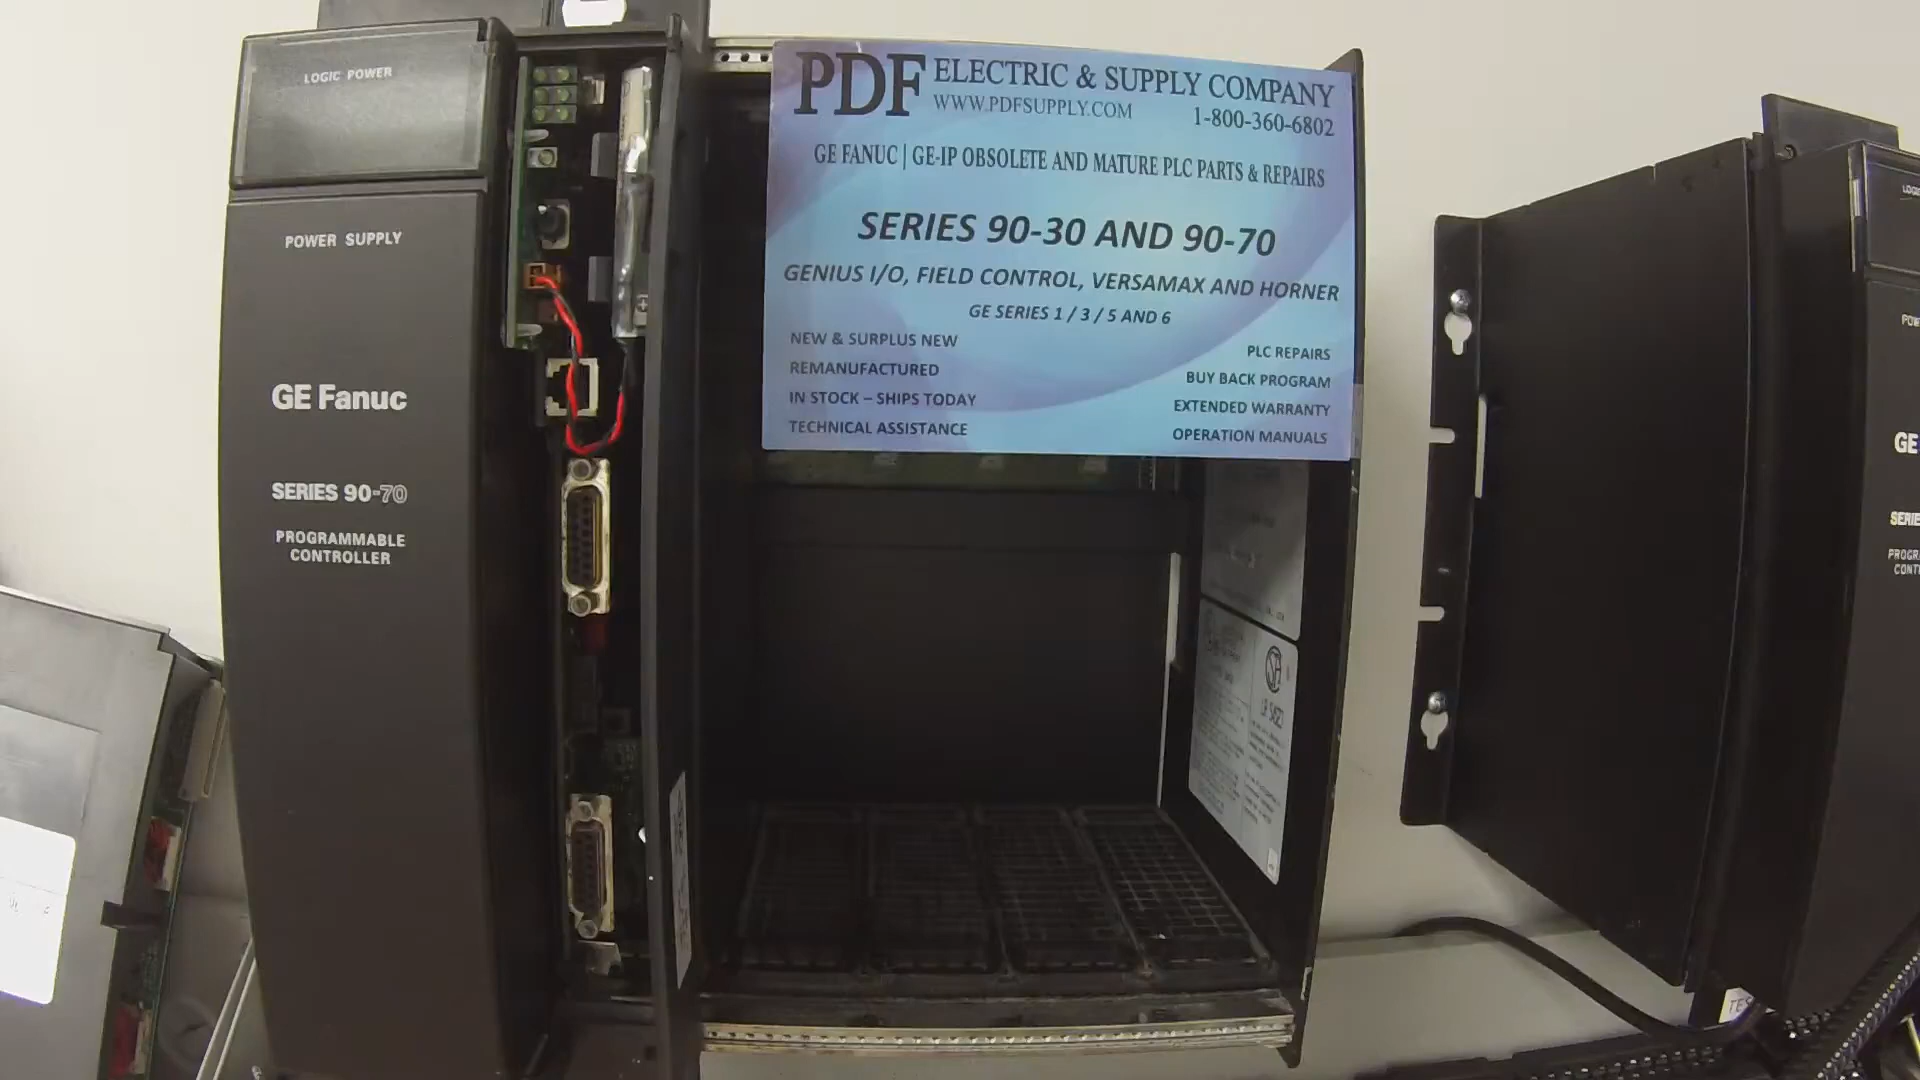 LOGIC POWER
POWER SUPPLY
GE Fanuc
SERIES 90-70
PROGRAMMABLE
CONTROLLER
PDF ELECTRIC & SUPPLY COMPANY
WWW.PDFSUPPLY.COM 1-800-360-6802
GE FANUC | GE-IP OBSOLETE AND MATURE PLC PARTS & REPAIRS
SERIES 90-30 AND 90-70
GENIUS I/O, FIELD CONTROL, VERSAMAX AND HORNER
GE SERIES 1 / 3 / 5 AND 6
NEW & SURPLUS NEW
REMANUFACTURED
IN STOCK – SHIPS TODAY
TECHNICAL ASSISTANCE
PLC REPAIRS
BUY BACK PROGRAM
EXTENDED WARRANTY
OPERATION MANUALS
GE